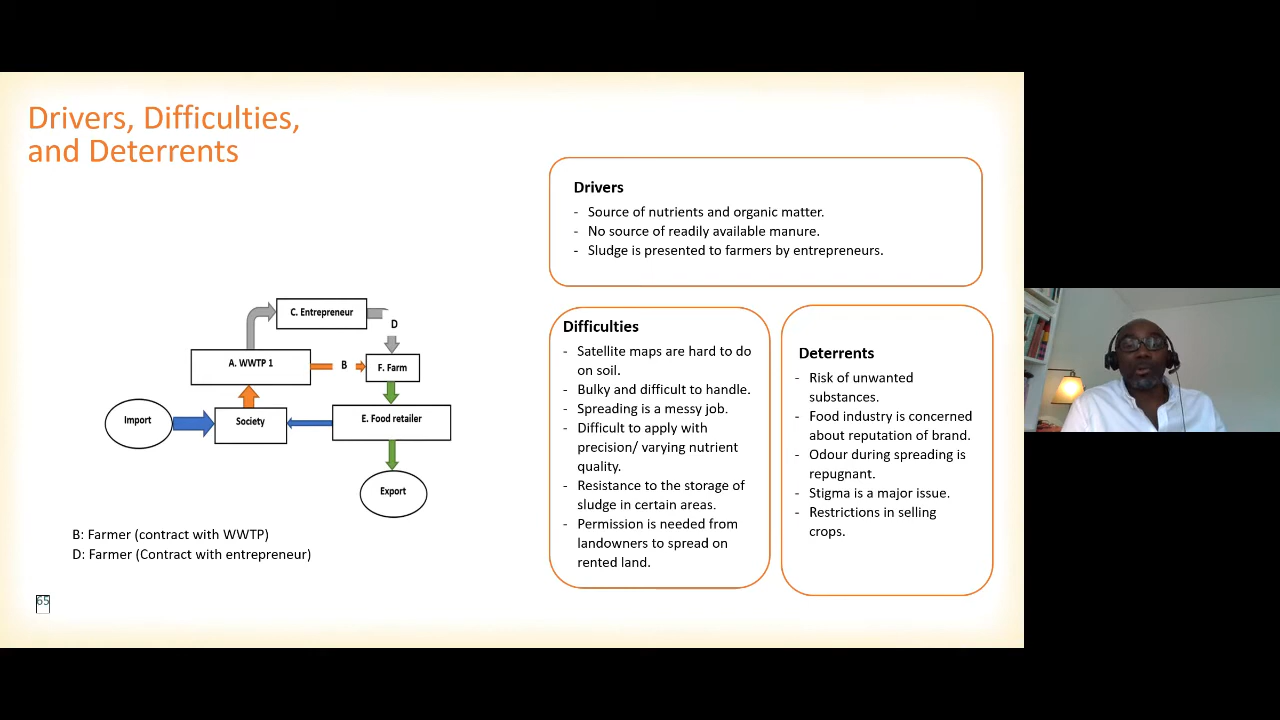 Drivers, Difficulties,
and Deterrents
Drivers
- Source of nutrients and organic matter.
- No source of readily available manure.
- Sludge is presented to farmers by entrepreneurs.
C. Entrepreneur
D
A. WWTP 1
B
F. Farm
Import
Society
E. Food retailer
Export
B: Farmer (contract with WWTP)
D: Farmer (Contract with entrepreneur)
Difficulties
- Satellite maps are hard to do
on soil.
- Bulky and difficult to handle.
- Spreading is a messy job.
- Difficult to apply with
precision/ varying nutrient
quality.
- Resistance to the storage of
sludge in certain areas.
- Permission is needed from
landowners to spread on
rented land.
Deterrents
- Risk of unwanted
substances.
- Food industry is concerned
about reputation of brand.
- Odour during spreading is
repugnant.
- Stigma is a major issue.
- Restrictions in selling
crops.
65